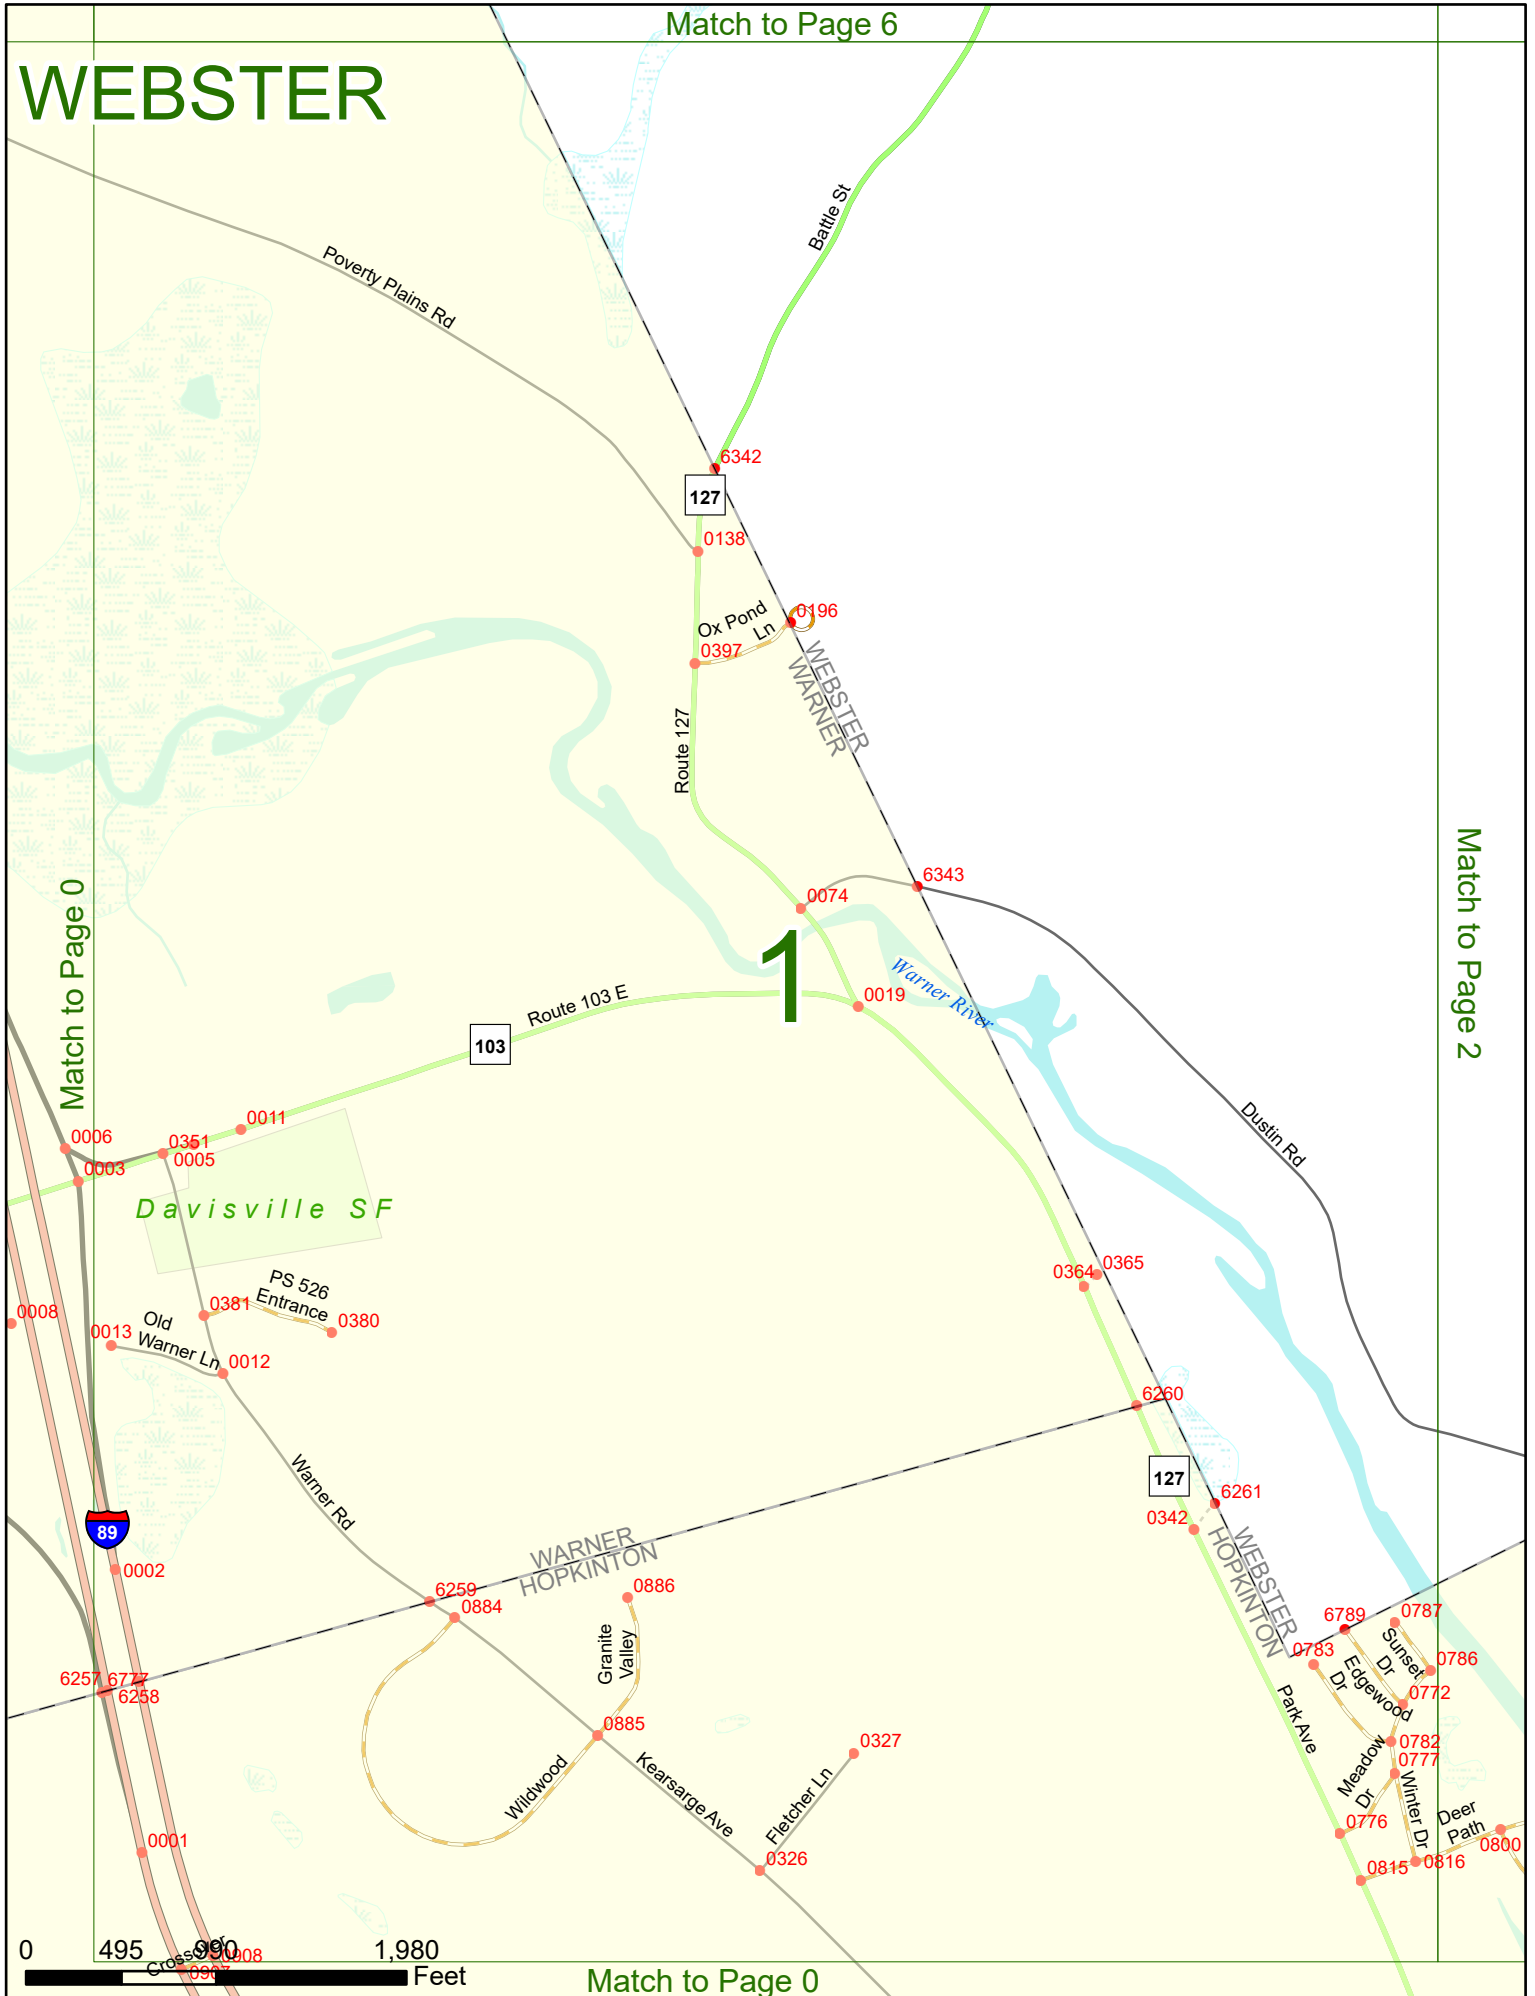 Match to Page 6
WEBSTER
Battle St
Poverty Plains Rd
6342
127
0138
0196
Ox Pond
Ln
0397
WEBSTER
WARNER
Route 127
6343
0074
Match to Page 0
Match to Page 2
1
Warner River
0019
Route 103 E
103
Dustin Rd
0011
0006
0351
0005
0003
Davisville SF
0365
0364
PS 526
Entrance
0381
0380
0008
Old
Warner Ln
0013
0012
6260
127
Warner Rd
6261
0342
89
WARNER
HOPKINTON
WEBSTER
HOPKINTON
0002
6259
0886
0884
Granite
Valley
6789
0787
Sunset
Dr
0783
Edgewood
Dr
0786
6257
6777
6258
0772
Park Ave
0885
0782
0327
0777
Meadow
Dr
Wildwood
Kearsarge Ave
Fletcher Ln
Winter Dr
Deer
Path
0776
0800
0001
0326
0815
0816
0
495
990
1,980
Feet
Crossover
0908
0907
Match to Page 0